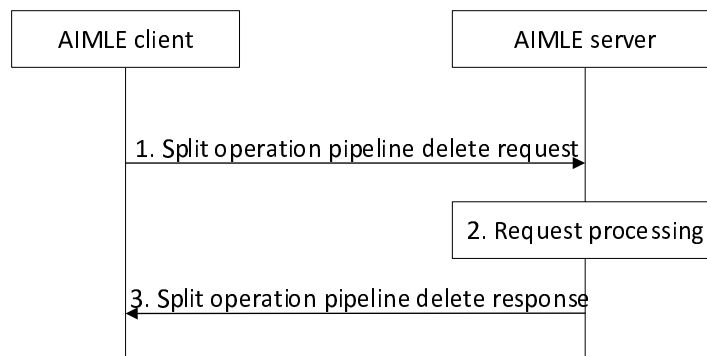 AIMLE client
AIMLE server
1. Split operation pipeline delete request
2. Request processing
3. Split operation pipeline delete response